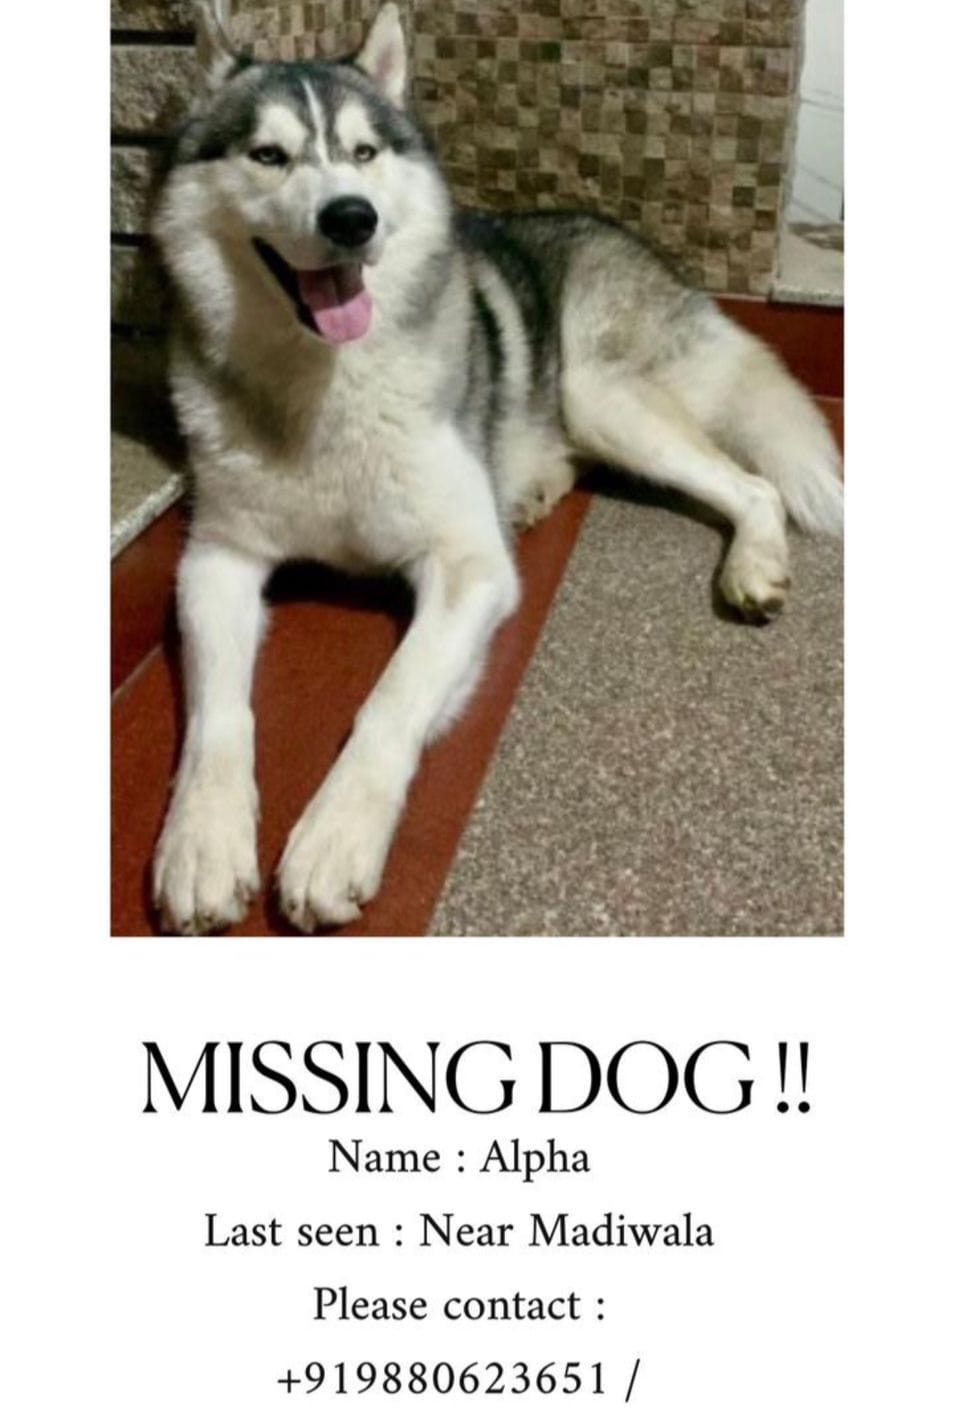 MISSING DOG !!
Name : Alpha
Last seen : Near Madiwala
Please contact :
+919880623651 /